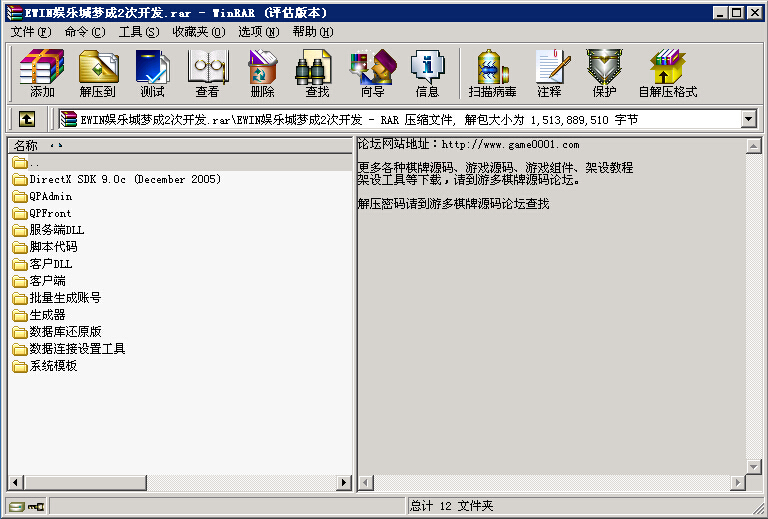 EWIN娱乐城梦成2次开发.rar - WinRAR (评估版本)
文件(F) 命令(C) 工具(S) 收藏夹(O) 选项(N) 帮助(H)
添加 解压到 测试 查看 删除 查找 向导 信息 扫描病毒 注释 保护 自解压格式
EWIN娱乐城梦成2次开发.rar\EWIN娱乐城梦成2次开发 - RAR 压缩文件, 解包大小为 1,513,889,510 字节
名称
..
DirectX SDK 9.0c (December 2005)
QPAdmin
QPFront
服务端DLL
脚本代码
客户DLL
客户端
批量生成账号
生成器
数据库还原版
数据连接设置工具
系统模板
论坛网站地址：http://www.game0001.com
更多各种棋牌源码、游戏源码、游戏组件、架设教程
架设工具等下载，请到游多棋牌源码论坛。
解压密码请到游多棋牌源码论坛查找
总计 12 文件夹